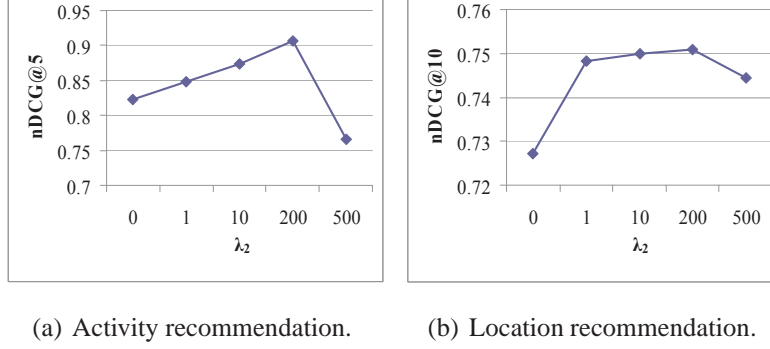 0.95
0.9
0.85
0.8
0.75
0.7
nDCG@5
0 1 10 200 500
λ2
0.76
0.75
0.74
0.73
0.72
nDCG@10
0 1 10 200 500
λ2
(a) Activity recommendation.
(b) Location recommendation.